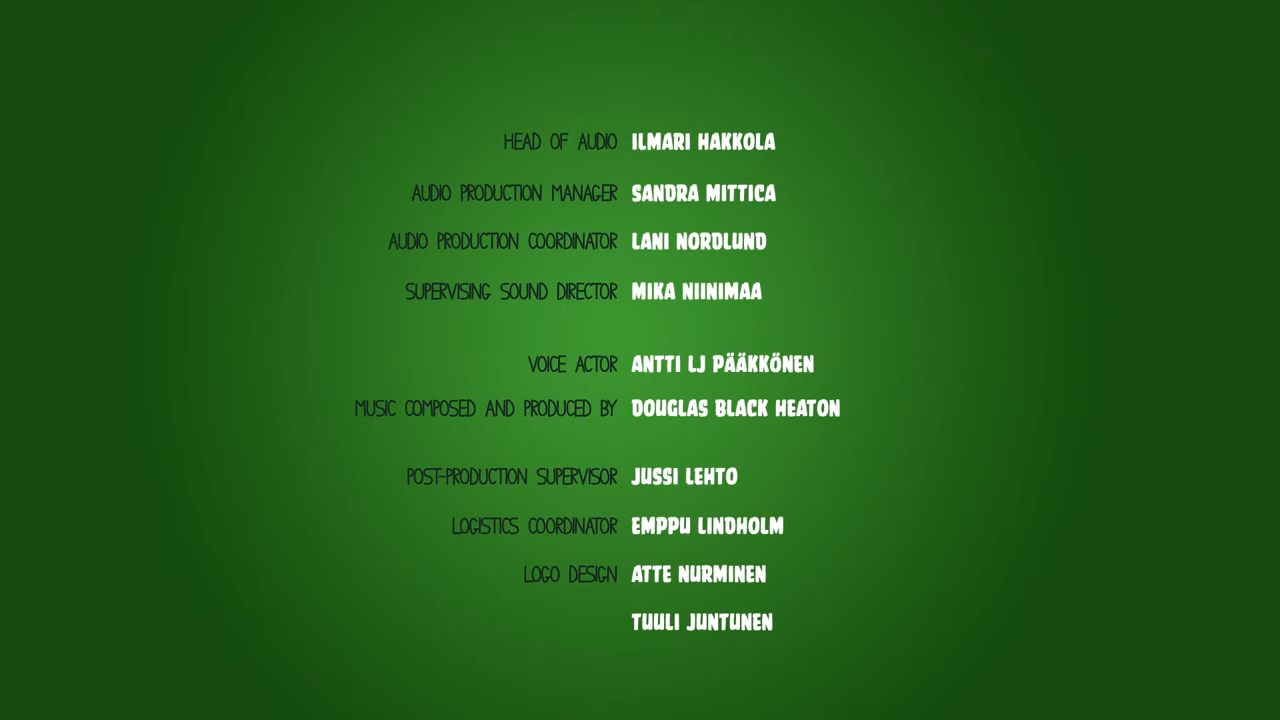 HEAD OF AUDIO ILMARI HAKKOLA
AUDIO PRODUCTION MANAGER SANDRA MITTICA
AUDIO PRODUCTION COORDINATOR LANI NORDLUND
SUPERVISING SOUND DIRECTOR MIKA NIINIMAA
VOICE ACTOR ANTTI LJ PÄÄKKÖNEN
MUSIC COMPOSED AND PRODUCED BY DOUGLAS BLACK HEATON
POST-PRODUCTION SUPERVISOR JUSSI LEHTO
LOGISTICS COORDINATOR EMPPU LINDHOLM
LOGO DESIGN ATTE NURMINEN
TUULI JUNTUNEN